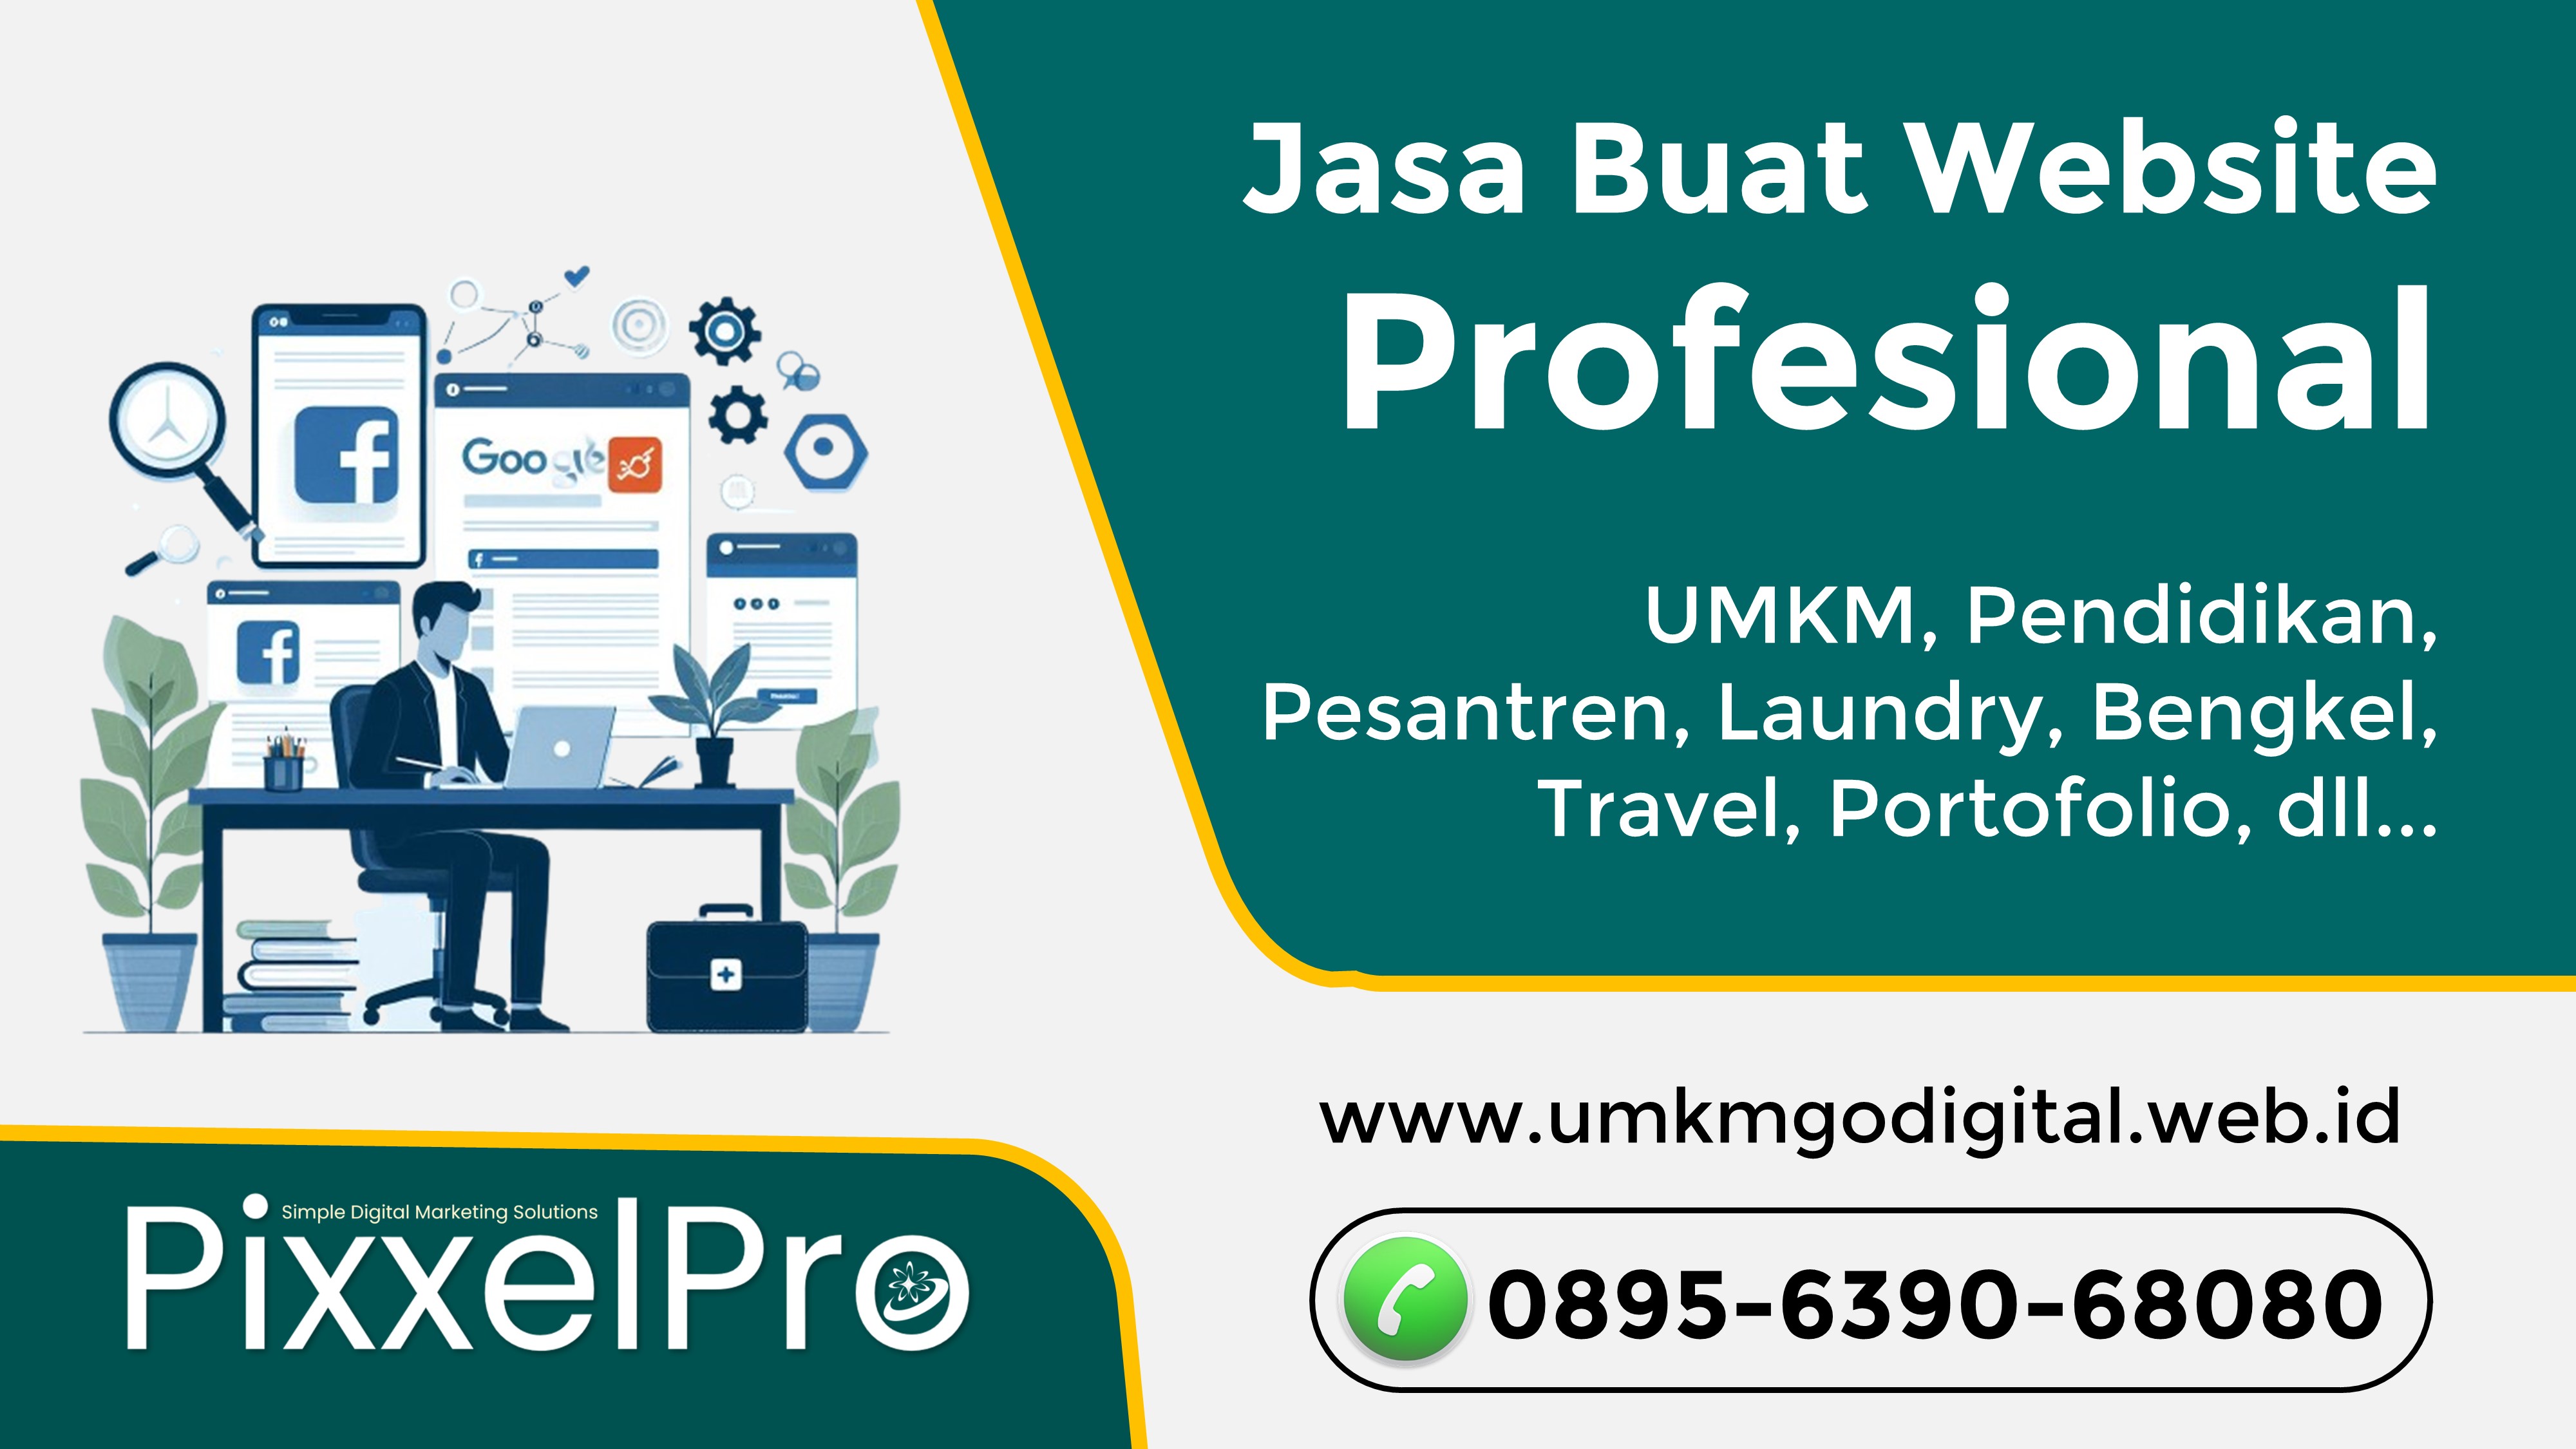 Jasa Buat Website
Profesional
UMKM, Pendidikan,
Pesantren, Laundry, Bengkel,
Travel, Portofolio, dll...
Google
www.umkmgodigital.web.id
0895-6390-68080
Simple Digital Marketing Solutions
PixxelPro